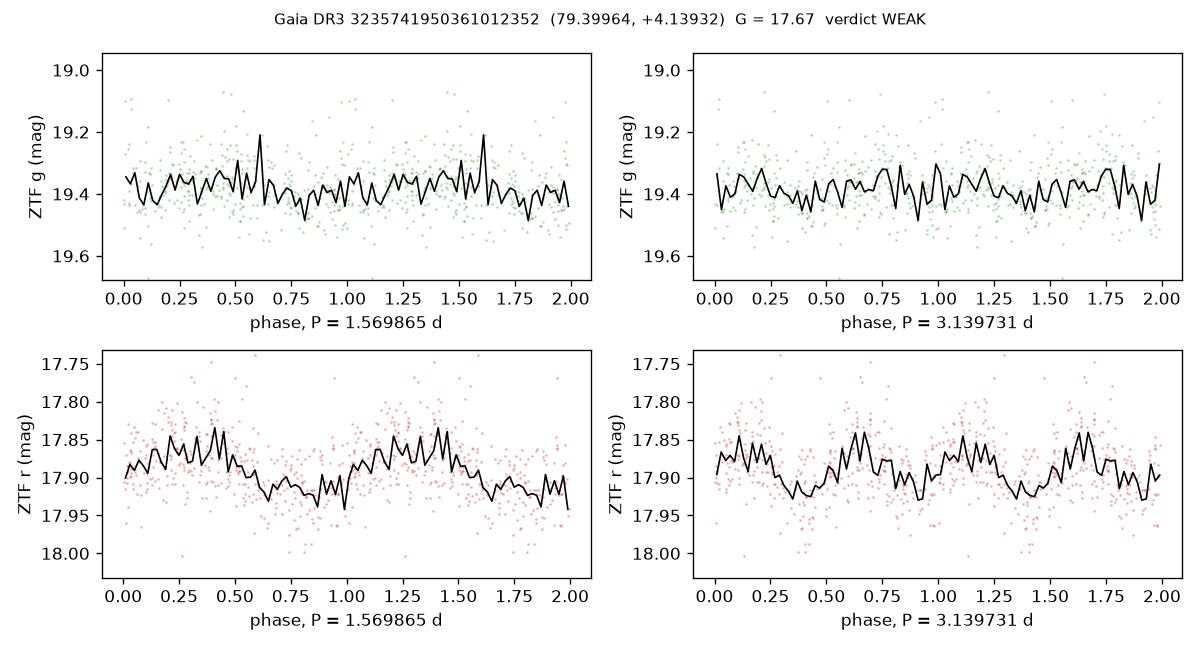 Gaia DR3 3235741950361012352 (79.39964, +4.13932) G = 17.67 verdict WEAK
ZTF g (mag)
19.0
19.2
19.4
19.6
0.00 0.25 0.50 0.75 1.00 1.25 1.50 1.75 2.00
phase, P = 1.569865 d
ZTF g (mag)
19.0
19.2
19.4
19.6
0.00 0.25 0.50 0.75 1.00 1.25 1.50 1.75 2.00
phase, P = 3.139731 d
ZTF r (mag)
17.75
17.80
17.85
17.90
17.95
18.00
0.00 0.25 0.50 0.75 1.00 1.25 1.50 1.75 2.00
phase, P = 1.569865 d
ZTF r (mag)
17.75
17.80
17.85
17.90
17.95
18.00
0.00 0.25 0.50 0.75 1.00 1.25 1.50 1.75 2.00
phase, P = 3.139731 d